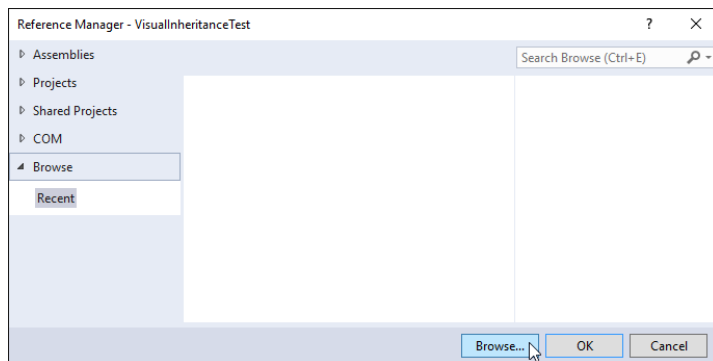 Reference Manager - VisualInheritanceTest
Assemblies
Search Browse (Ctrl+E)
Projects
Shared Projects
COM
Browse
Recent
Browse...
OK
Cancel